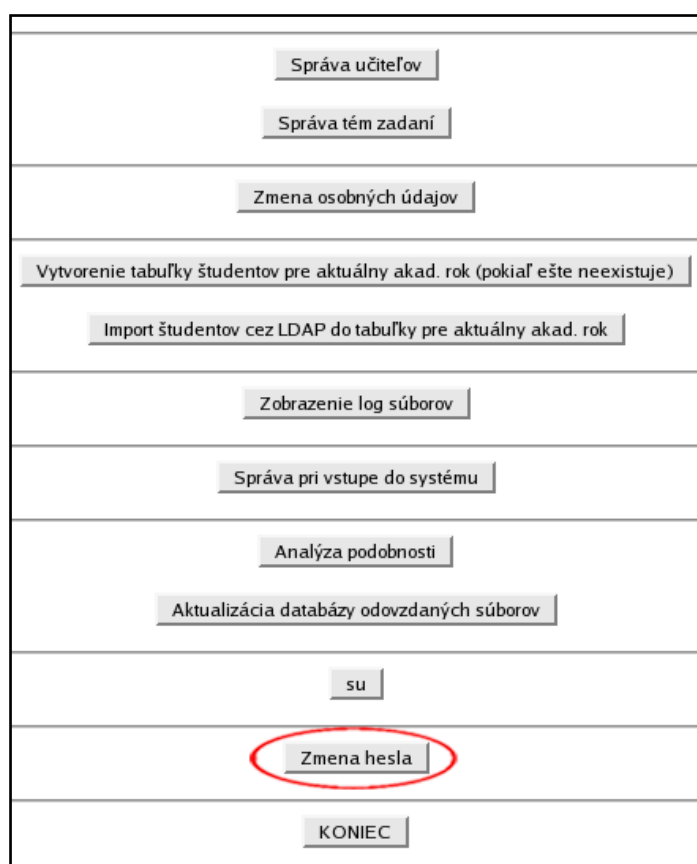 Správa učiteľov
Správa tém zadaní
Zmena osobných údajov
Vytvorenie tabuľky študentov pre aktuálny akad. rok (pokiaľ ešte neexistuje)
Import študentov cez LDAP do tabuľky pre aktuálny akad. rok
Zobrazenie log súborov
Správa pri vstupe do systému
Analýza podobnosti
Aktualizácia databázy odovzdaných súborov
su
Zmena hesla
KONIEC